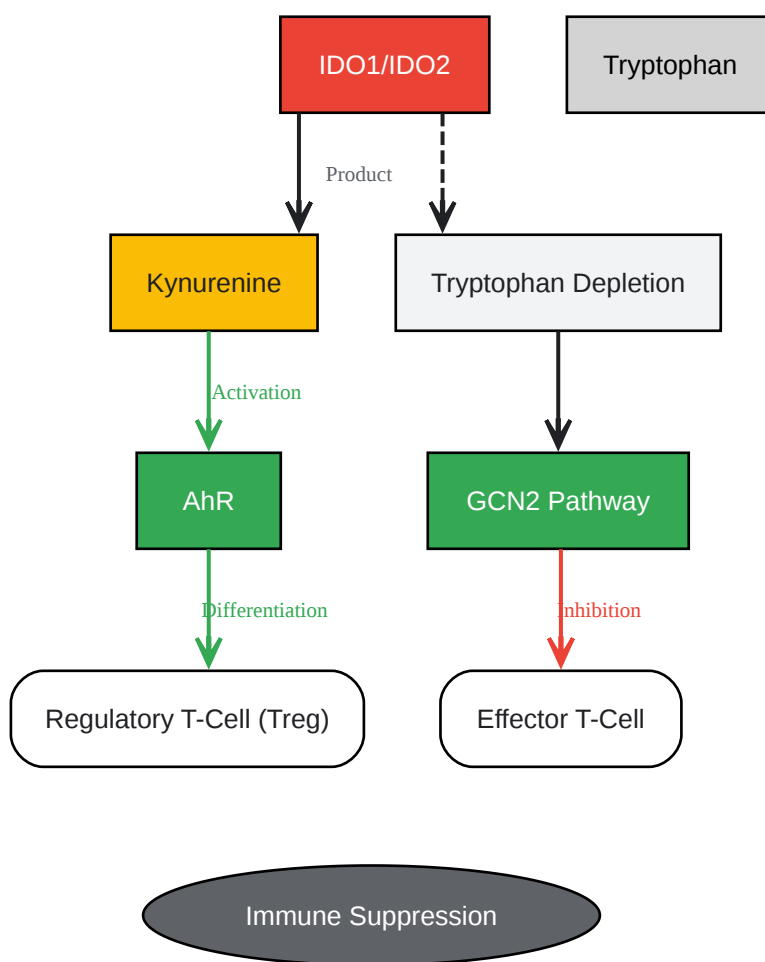 IDO1/IDO2
Tryptophan
Product
Kynurenine
Tryptophan Depletion
Activation
AhR
GCN2 Pathway
Differentiation
Inhibition
Regulatory T-Cell (Treg)
Effector T-Cell
Immune Suppression